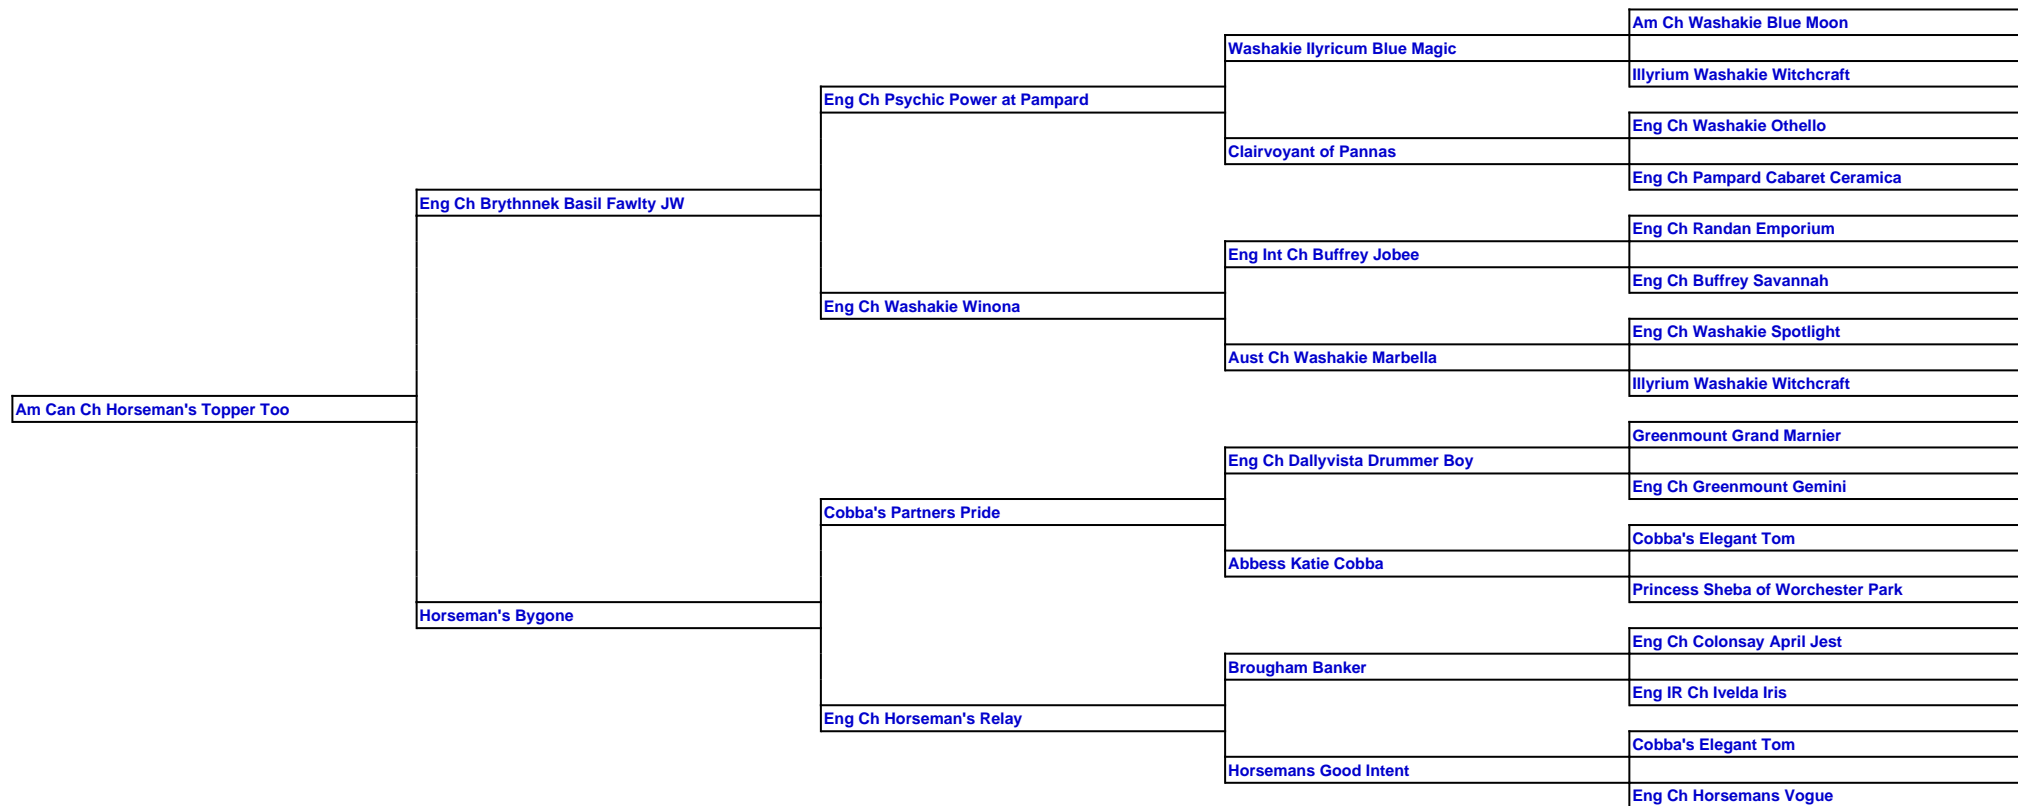 Am Ch Washakie Blue Moon
Washakie Ilyricum Blue Magic
Illyrium Washakie Witchcraft
Eng Ch Psychic Power at Pampard
Eng Ch Washakie Othello
Clairvoyant of Pannas
Eng Ch Pampard Cabaret Ceramica
Eng Ch Brythnnek Basil Fawlty JW
Eng Ch Randan Emporium
Eng Int Ch Buffrey Jobee
Eng Ch Buffrey Savannah
Eng Ch Washakie Winona
Eng Ch Washakie Spotlight
Aust Ch Washakie Marbella
Illyrium Washakie Witchcraft
Am Can Ch Horseman's Topper Too
Greenmount Grand Marnier
Eng Ch Dallyvista Drummer Boy
Eng Ch Greenmount Gemini
Cobba's Partners Pride
Cobba's Elegant Tom
Abbess Katie Cobba
Princess Sheba of Worchester Park
Horseman's Bygone
Eng Ch Colonsay April Jest
Brougham Banker
Eng IR Ch Ivelda Iris
Eng Ch Horseman's Relay
Cobba's Elegant Tom
Horsemans Good Intent
Eng Ch Horsemans Vogue